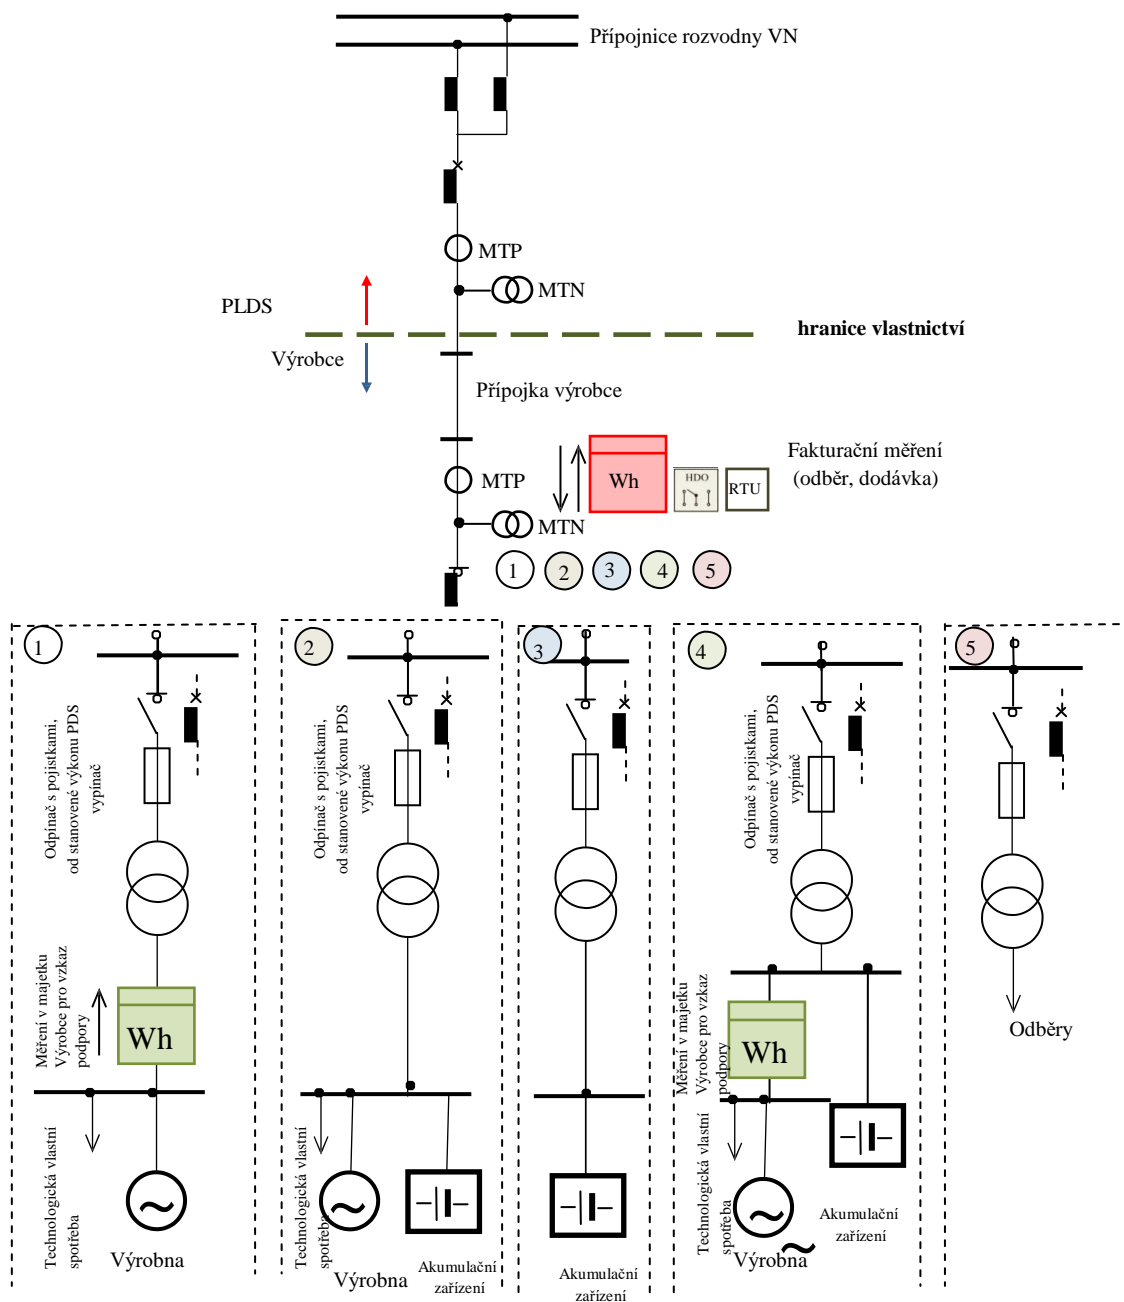 Přípojnice rozvodny VN
MTP
MTN
PLDS
hranice vlastnictví
Výrobce
Přípojka výrobce
Fakturační měření
(odběr, dodávka)
MTP
Wh
HDO
RTU
MTN
1
2
3
4
5
1
Odpínač s pojistkami,
od stanovené výkonu PDS
vypínač
Měření v majetku
Výrobce pro vzkaz
podpory
Wh
Technologická vlastní
spotřeba
Výrobna
2
Odpínač s pojistkami,
od stanovené výkonu PDS
vypínač
Technologická vlastní
spotřeba
Výrobna
Akumulační
zařízení
3
Akumulační
zařízení
4
Odpínač s pojistkami,
od stanovené výkonu PDS
vypínač
Měření v majetku
Výrobce pro vzkaz
podpory
Wh
Technologická vlastní
spotřeba
Výrobna
Akumulační
zařízení
5
Odběry